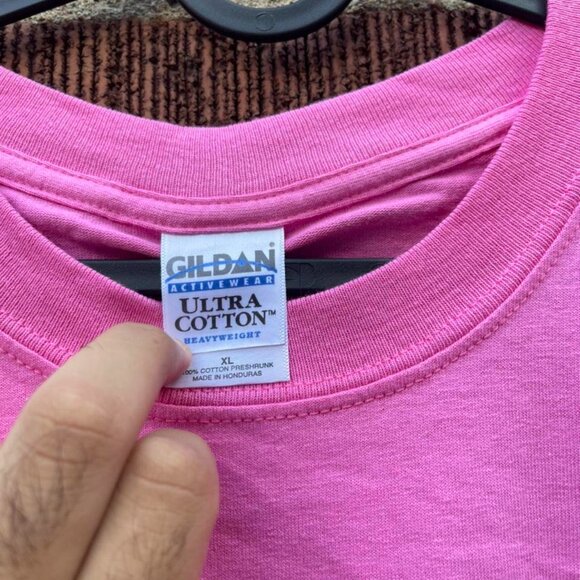 GILDAN
ACTIVEWEAR
ULTRA
COTTON™
HEAVYWEIGHT
XL
100% COTTON PRESHRUNK
MADE IN HONDURAS